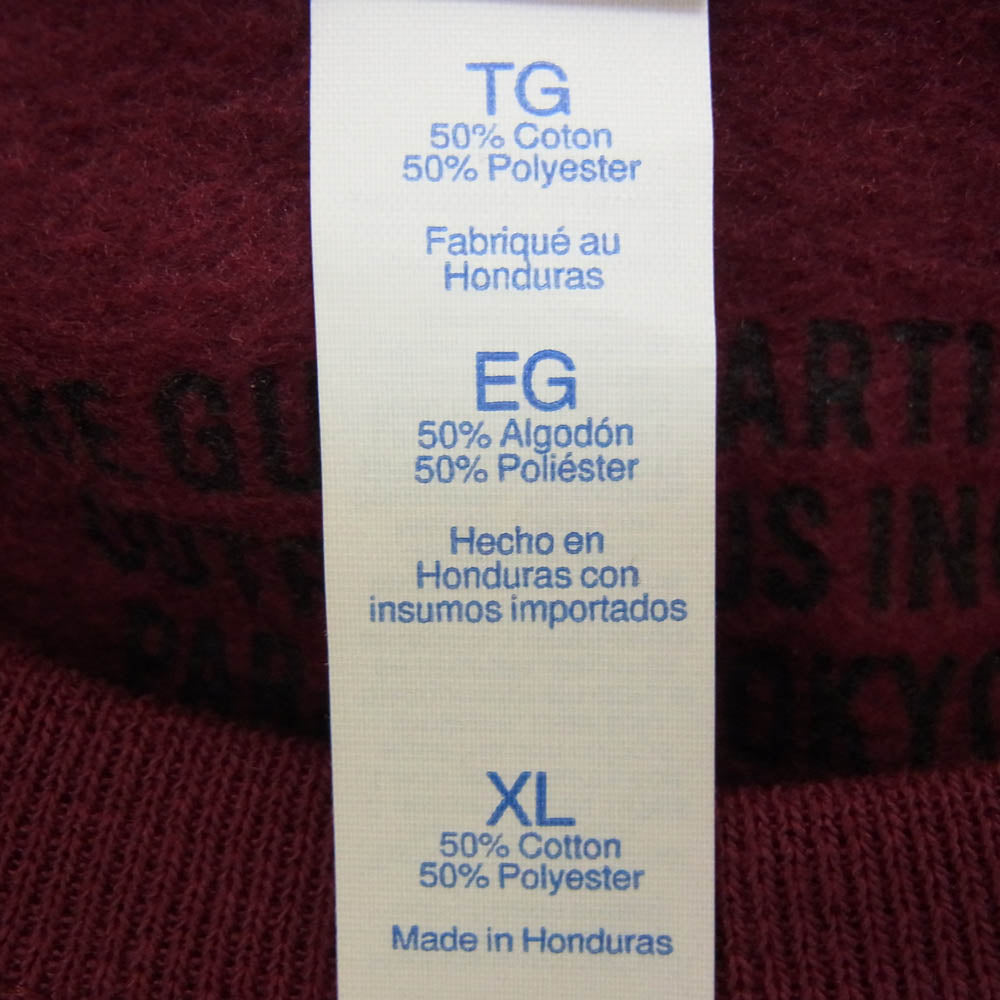 TG
50% Coton
50% Polyester
Fabriqué au
Honduras
EG
50% Algodón
50% Poliéster
Hecho en
Honduras con
insumos importados
XL
50% Cotton
50% Polyester
Made in Honduras